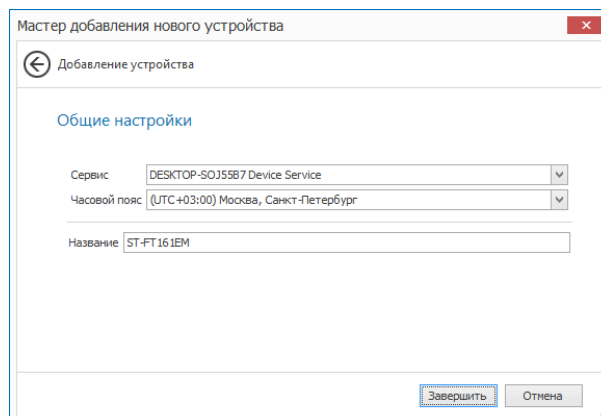 Мастер добавления нового устройства
Добавление устройства
Общие настройки
Сервис DESKTOP-SOJ55B7 Device Service
Часовой пояс (UTC+03:00) Москва, Санкт-Петербург
Название ST-FT161EM
Завершить Отмена